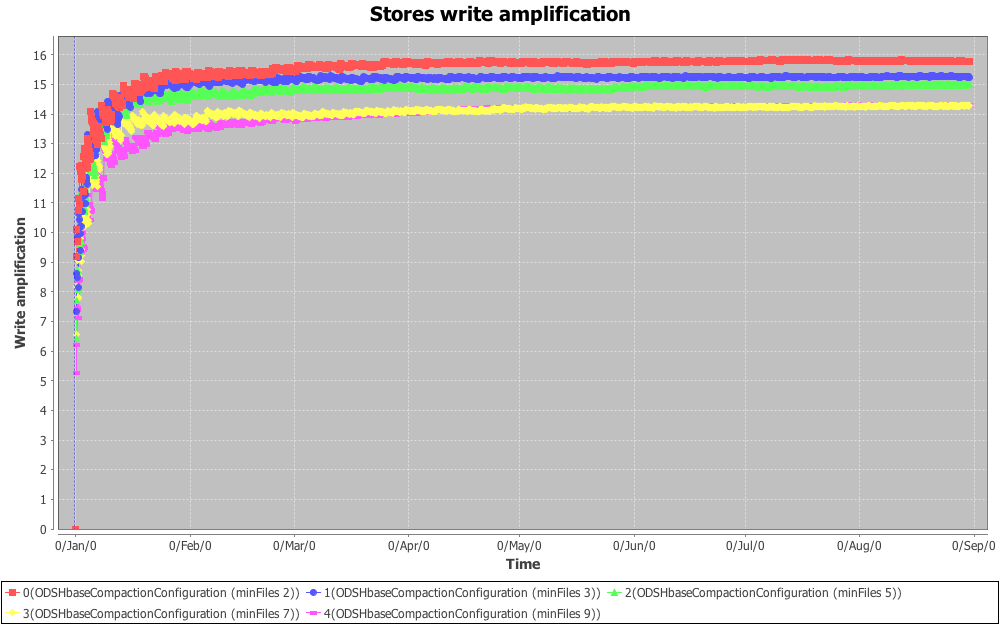 Stores write amplification
Write amplification
16
15
14
13
12
11
10
9
8
7
6
5
4
3
2
1
0
0/Jan/0 0/Feb/0 0/Mar/0 0/Apr/0 0/May/0 0/Jun/0 0/Jul/0 0/Aug/0 0/Sep/0
Time
0(ODSHbaseCompactionConfiguration (minFiles 2)) 1(ODSHbaseCompactionConfiguration (minFiles 3)) 2(ODSHbaseCompactionConfiguration (minFiles 5))
3(ODSHbaseCompactionConfiguration (minFiles 7)) 4(ODSHbaseCompactionConfiguration (minFiles 9))